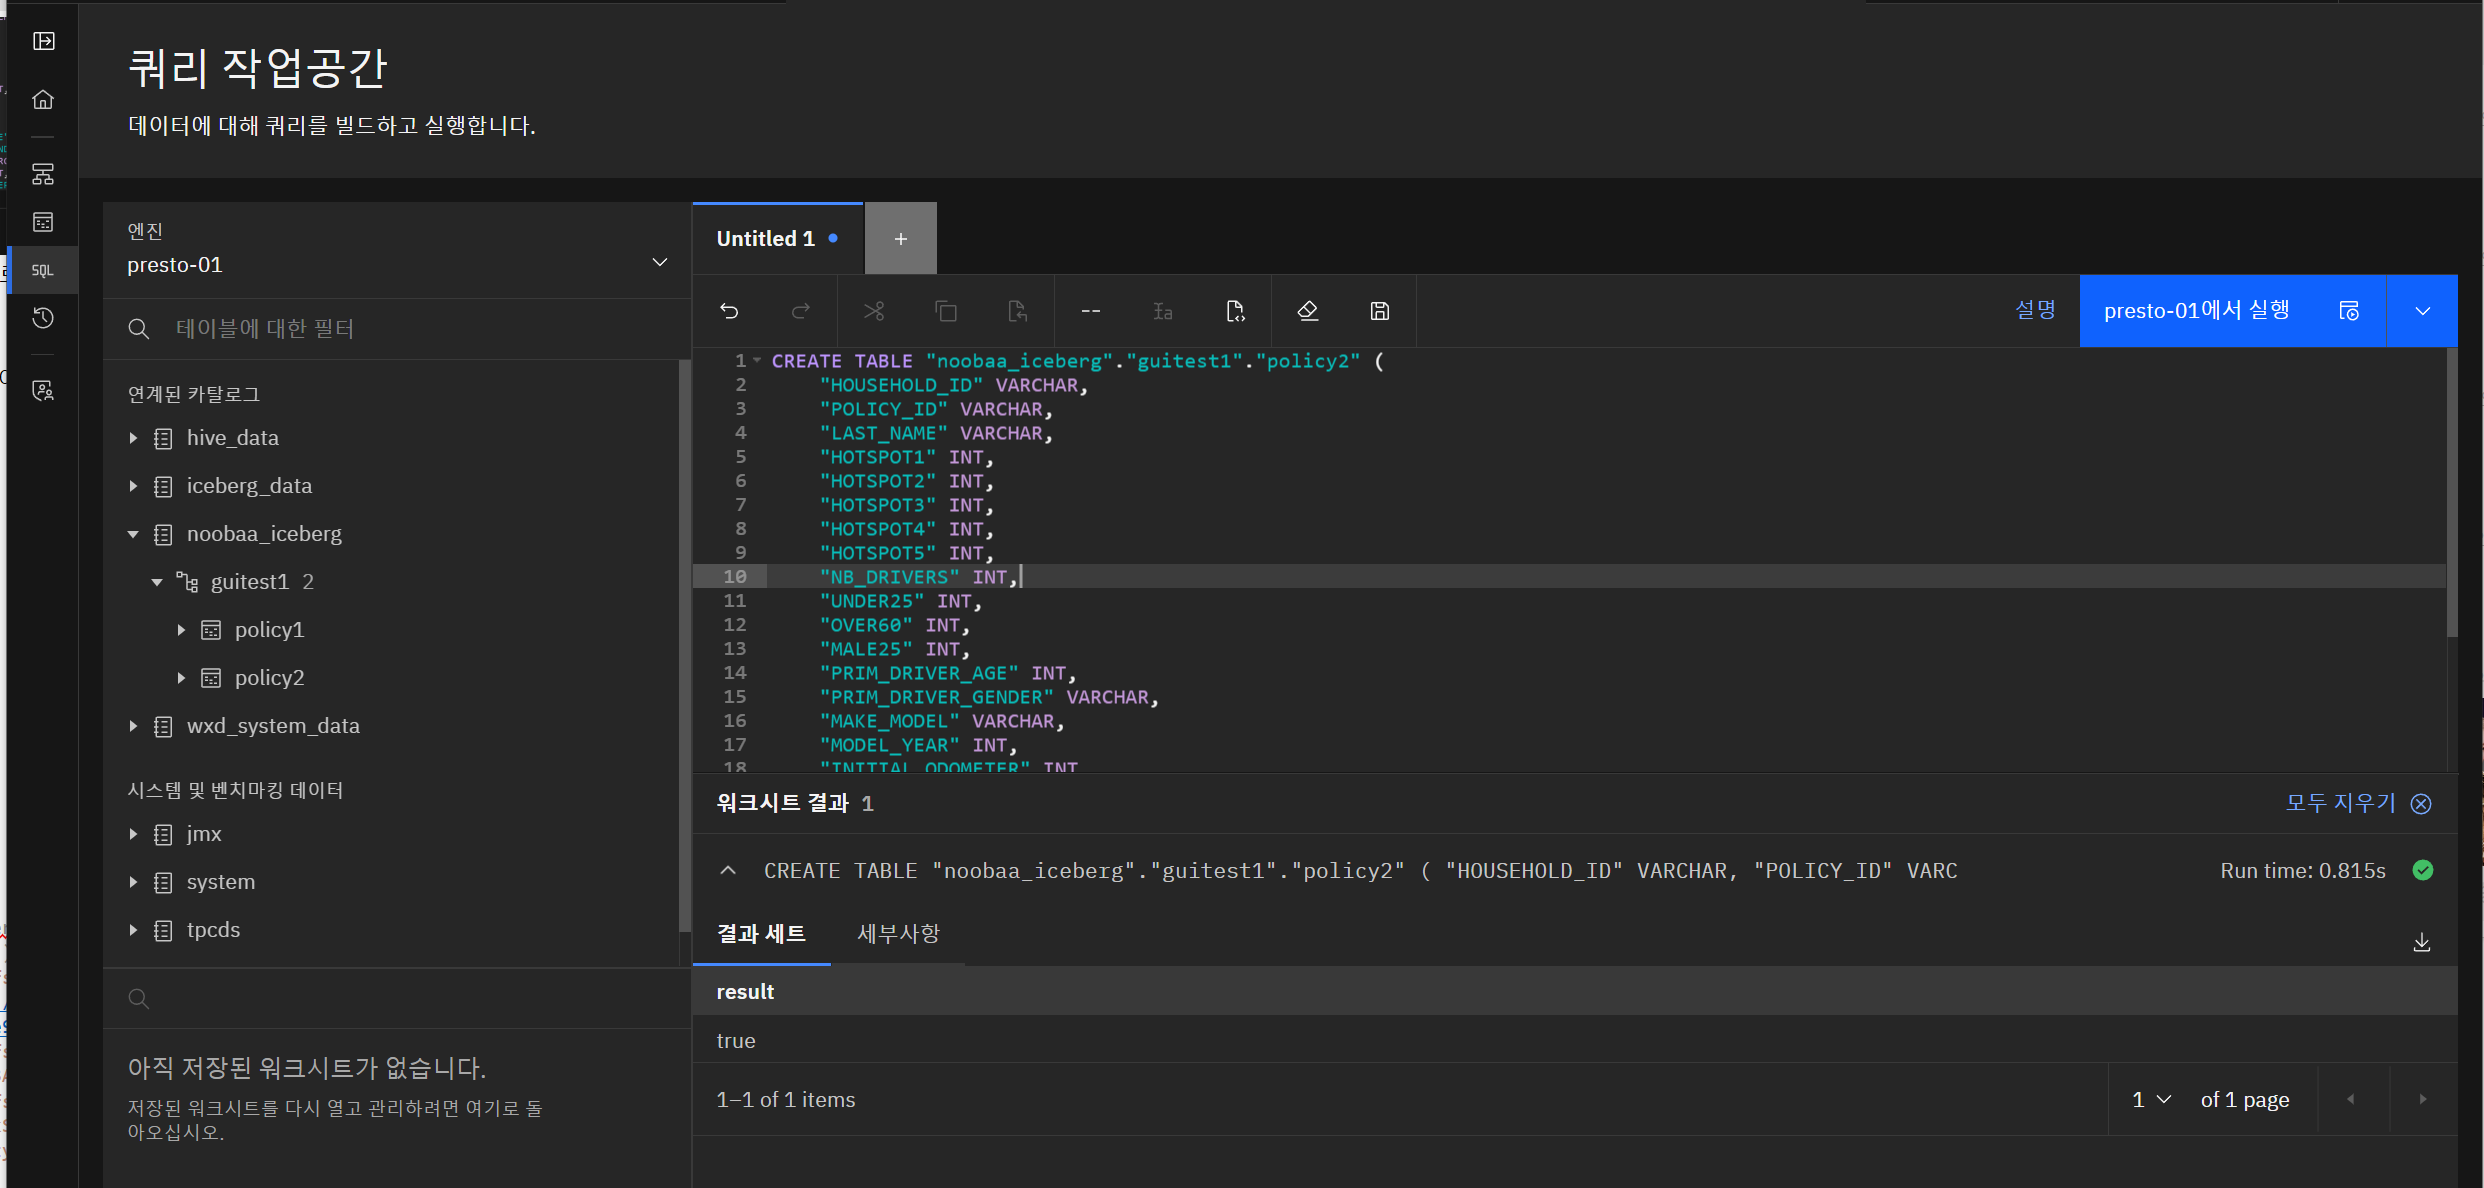 쿼리 작업공간
데이터에 대해 쿼리를 빌드하고 실행합니다.
SQL
엔진
presto-01
테이블에 대한 필터
연계된 카탈로그
hive_data
iceberg_data
noobaa_iceberg
guitest1 2
policy1
policy2
wxd_system_data
시스템 및 벤치마킹 데이터
jmx
system
tpcds
아직 저장된 워크시트가 없습니다.
저장된 워크시트를 다시 열고 관리하려면 여기로 돌
아오십시오.
Untitled 1
+
설명
presto-01에서 실행
1 CREATE TABLE "noobaa_iceberg"."guitest1"."policy2" (
2 "HOUSEHOLD_ID" VARCHAR,
3 "POLICY_ID" VARCHAR,
4 "LAST_NAME" VARCHAR,
5 "HOTSPOT1" INT,
6 "HOTSPOT2" INT,
7 "HOTSPOT3" INT,
8 "HOTSPOT4" INT,
9 "HOTSPOT5" INT,
10 "NB_DRIVERS" INT,
11 "UNDER25" INT,
12 "OVER60" INT,
13 "MALE25" INT,
14 "PRIM_DRIVER_AGE" INT,
15 "PRIM_DRIVER_GENDER" VARCHAR,
16 "MAKE_MODEL" VARCHAR,
17 "MODEL_YEAR" INT,
18 "INITIAL_ODOMETER" INT
워크시트 결과 1
모두 지우기
CREATE TABLE "noobaa_iceberg"."guitest1"."policy2" ( "HOUSEHOLD_ID" VARCHAR, "POLICY_ID" VARC
Run time: 0.815s
결과 세트 세부사항
result
true
1–1 of 1 items
1 of 1 page